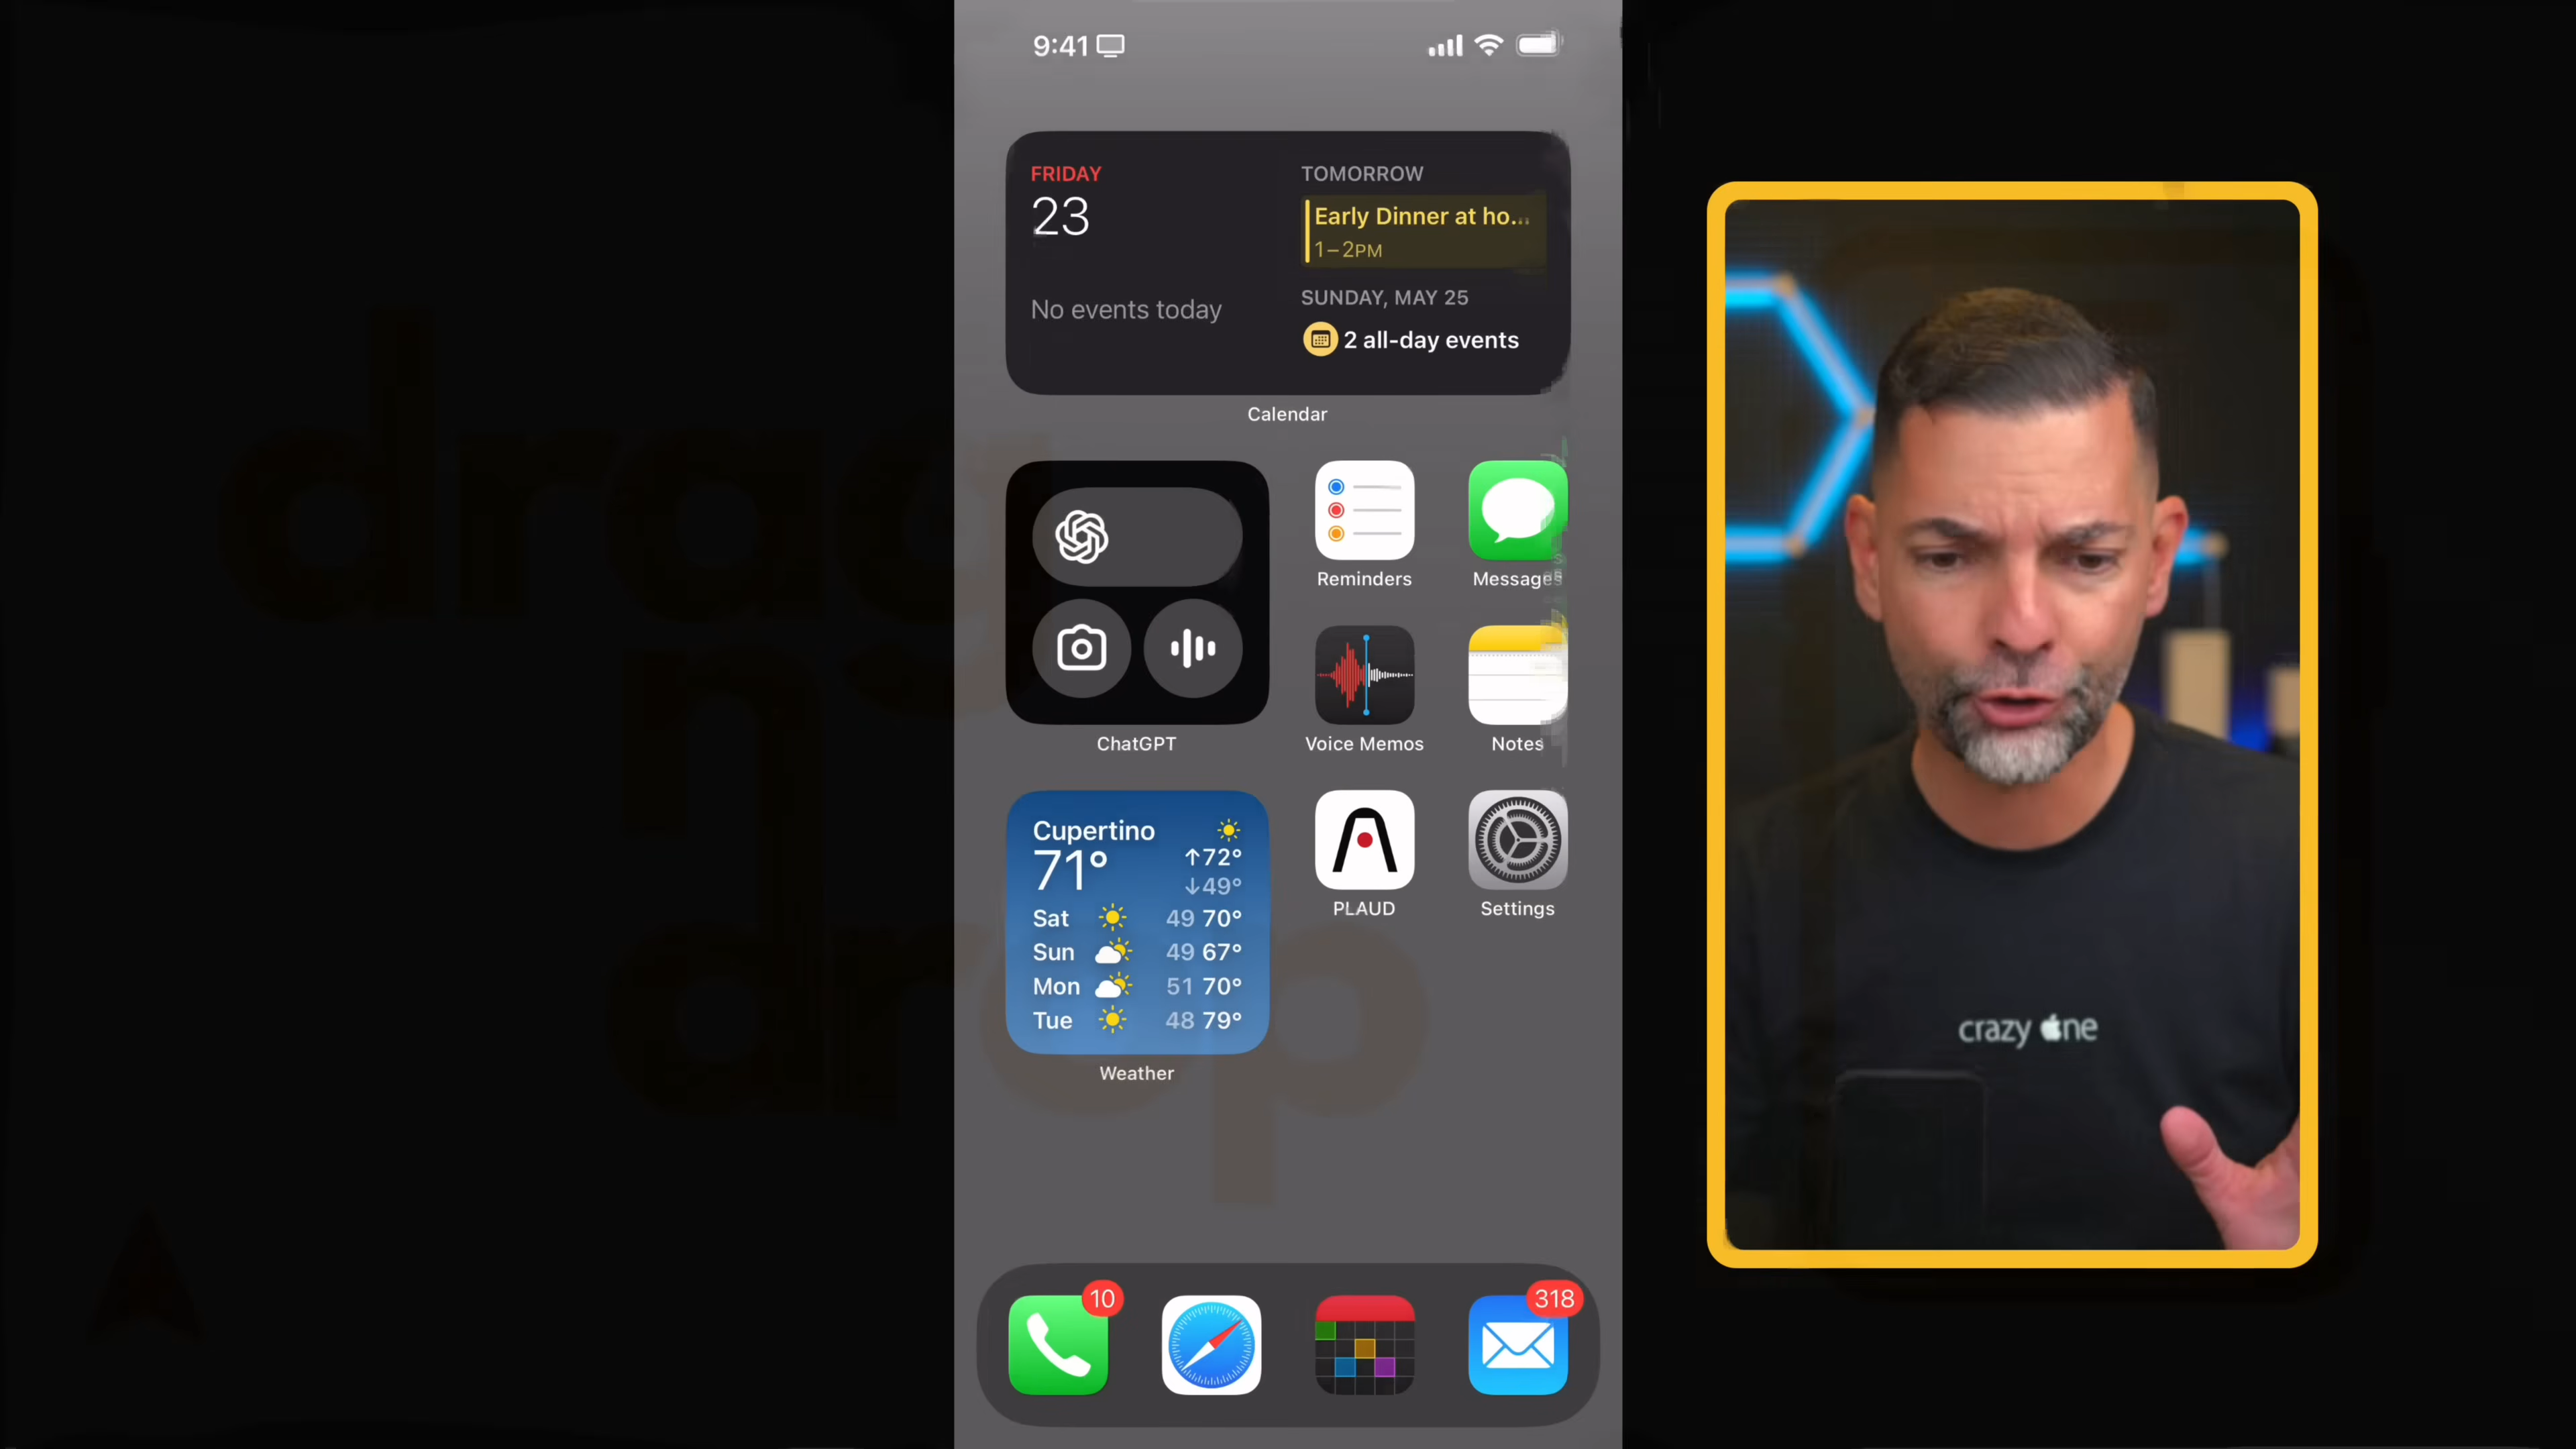 9:41
FRIDAY
23
No events today
TOMORROW
Early Dinner at ho...
1–2PM
SUNDAY, MAY 25
2 all-day events
Calendar
ChatGPT
Reminders
Messages
Voice Memos
Notes
Cupertino
71°
↑72°
↓49°
Sat 49 70°
Sun 49 67°
Mon 51 70°
Tue 48 79°
Weather
PLAUD
Settings
10
318
drag
n
drop
crazy one